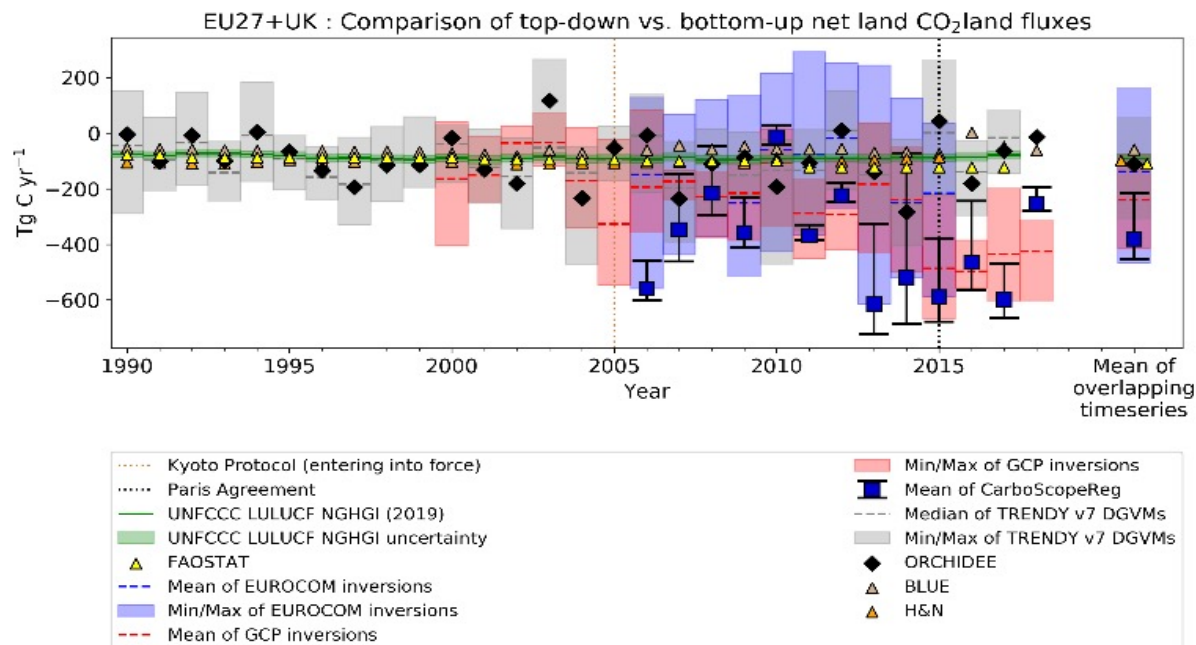 EU27+UK : Comparison of top-down vs. bottom-up net land CO₂land fluxes
Tg C yr⁻¹
200
0
−200
−400
−600
1990
1995
2000
2005
2010
2015
Mean of
overlapping
timeseries
Year
Kyoto Protocol (entering into force)
Paris Agreement
UNFCCC LULUCF NGHGI (2019)
UNFCCC LULUCF NGHGI uncertainty
FAOSTAT
Mean of EUROCOM inversions
Min/Max of EUROCOM inversions
Mean of GCP inversions
Min/Max of GCP inversions
Mean of CarboScopeReg
Median of TRENDY v7 DGVMs
Min/Max of TRENDY v7 DGVMs
ORCHIDEE
BLUE
H&N